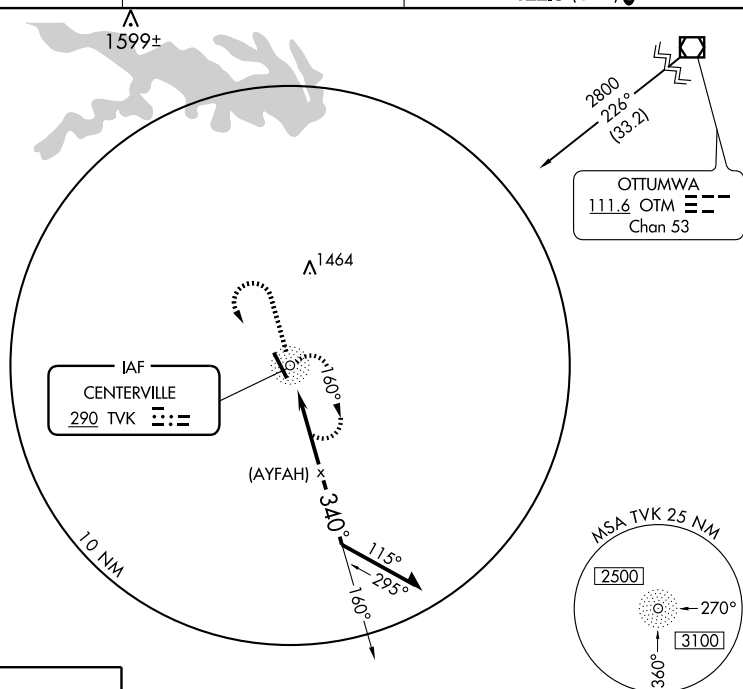 1599±
2800
226°
(33.2)
OTTUMWA
111.6 OTM
Chan 53
1464
IAF
CENTERVILLE
290 TVK
160°
(AYFAH) x
340°
115°
295°
160°
10 NM
MSA TVK 25 NM
2500
270°
3100
360°